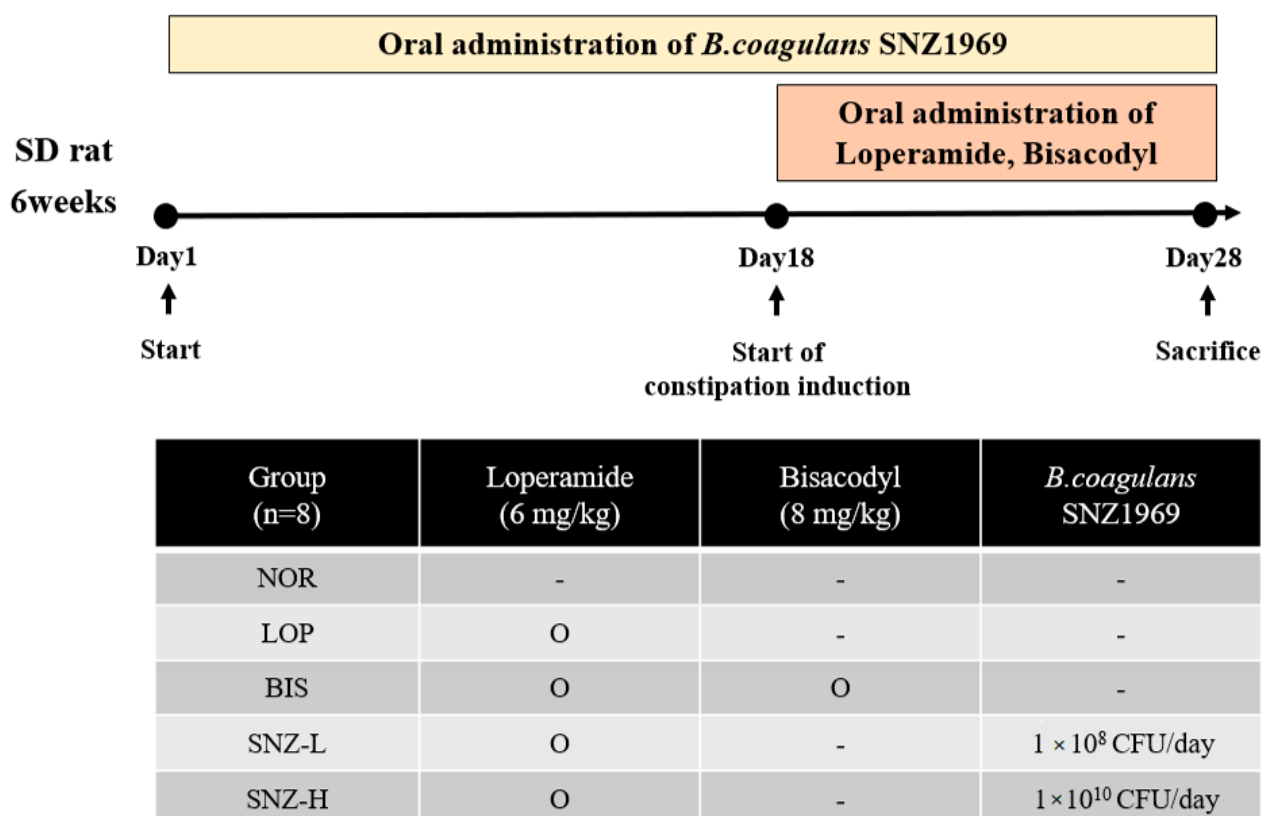 Oral administration of B.coagulans SNZ1969
Oral administration of
Loperamide, Bisacodyl
SD rat
6weeks
Day1
Day18
Day28
Start
Start of
constipation induction
Sacrifice
Group
(n=8)
Loperamide
(6 mg/kg)
Bisacodyl
(8 mg/kg)
B.coagulans
SNZ1969
NOR - - -
LOP O - -
BIS O O -
SNZ-L O - 1 × 10⁸ CFU/day
SNZ-H O - 1×10¹⁰ CFU/day